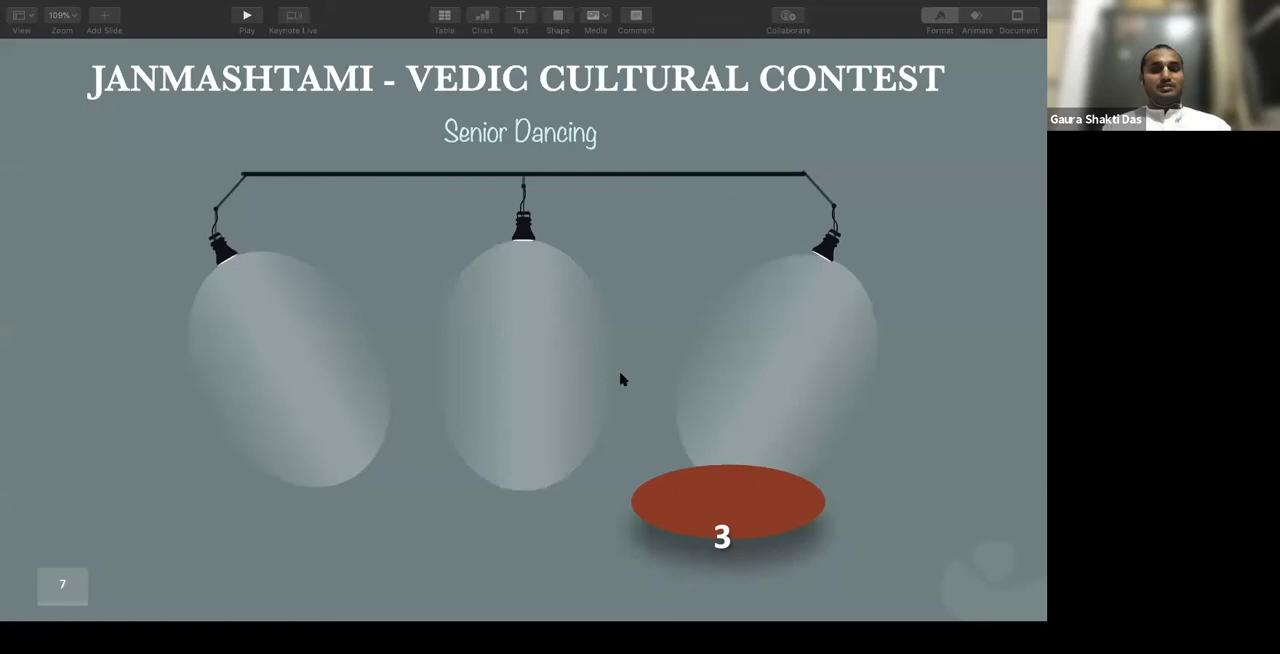 View
109%
Zoom
Add Slide
Play
Keynote Live
Table
Chart
Text
Shape
Media
Comment
Collaborate
Format
Animate
Document
JANMASHTAMI - VEDIC CULTURAL CONTEST
Senior Dancing
Gaura Shakti Das
3
7